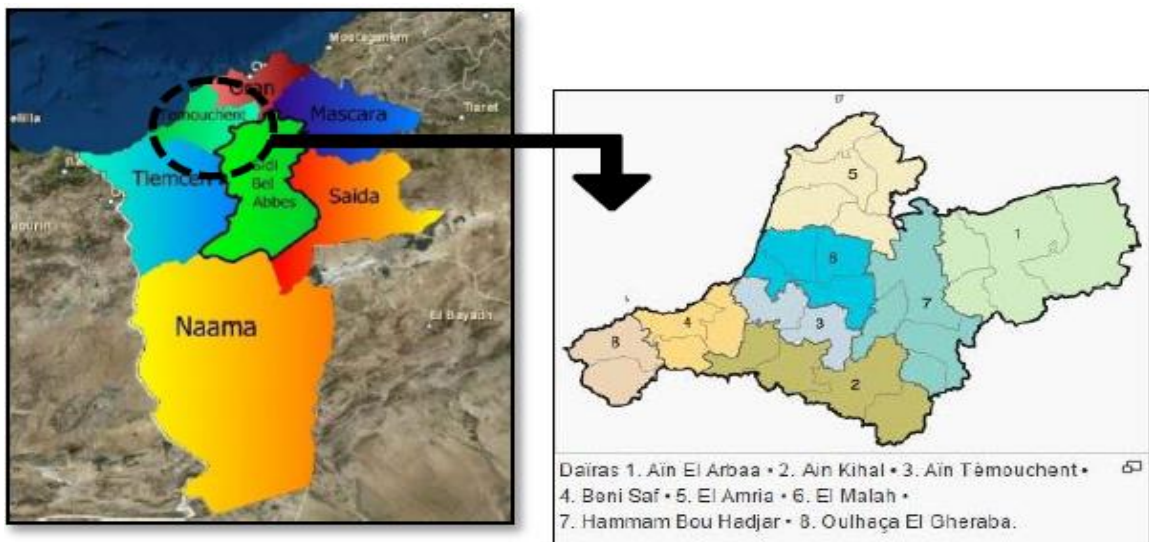 Mostaganem
Oran
Temouchent
Mascara
Tiaret
elilla
Tlemcen
Sidi
Bel
Abbes
Saida
Naama
El Bayadh
5
1
6
7
4
3
8
2
Daïras 1. Aïn El Arbaa • 2. Ain Kihal • 3. Aïn Témouchent •
4. Beni Saf • 5. El Amria • 6. El Malah •
7. Hammam Bou Hadjar • 8. Oulhaça El Gheraba.